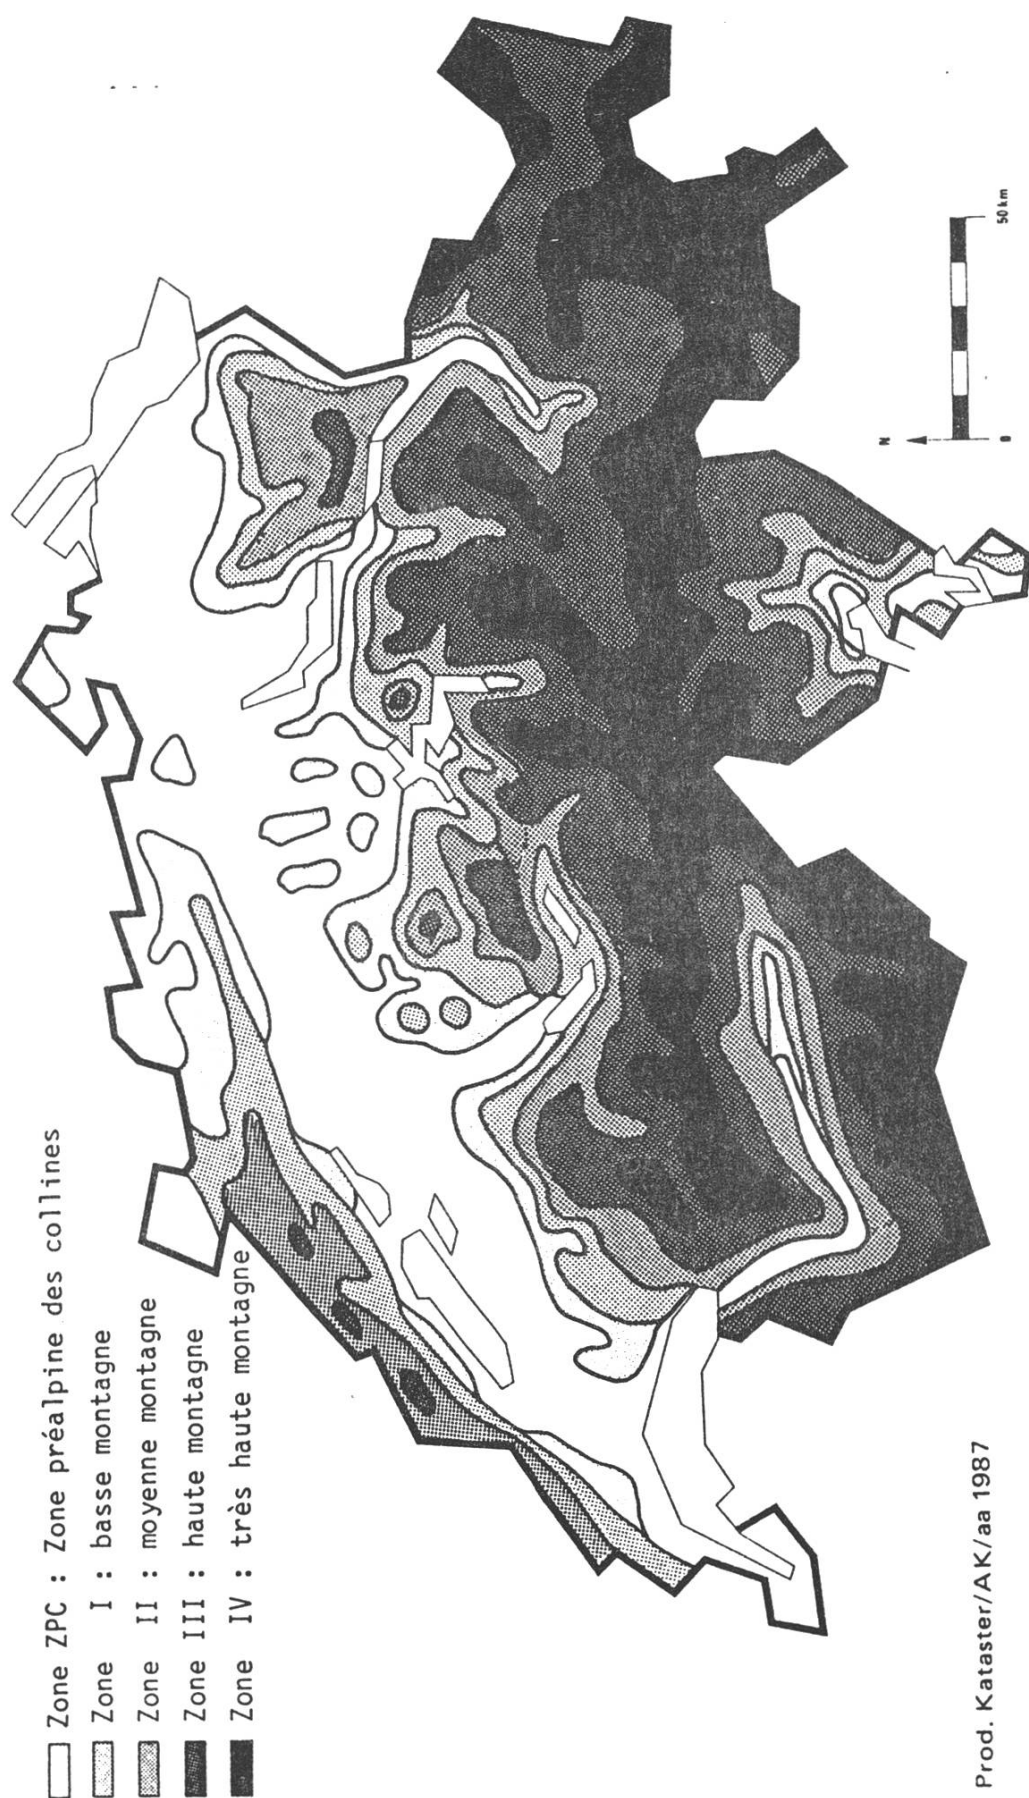 Zone ZPC : Zone préalpine des collines
Zone I : basse montagne
Zone II : moyenne montagne
Zone III : haute montagne
Zone IV : très haute montagne
N
0
50 km
Prod. Kataster/AK/aa 1987